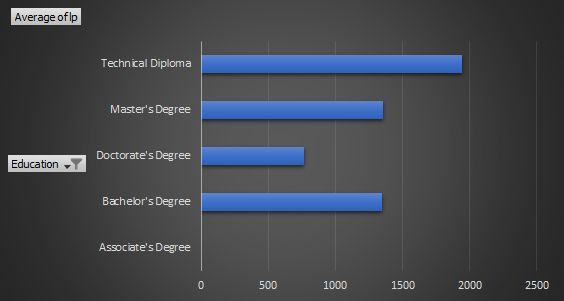 Average of lp
Technical Diploma
Master's Degree
Education
Doctorate's Degree
Bachelor's Degree
Associate's Degree
0 500 1000 1500 2000 2500